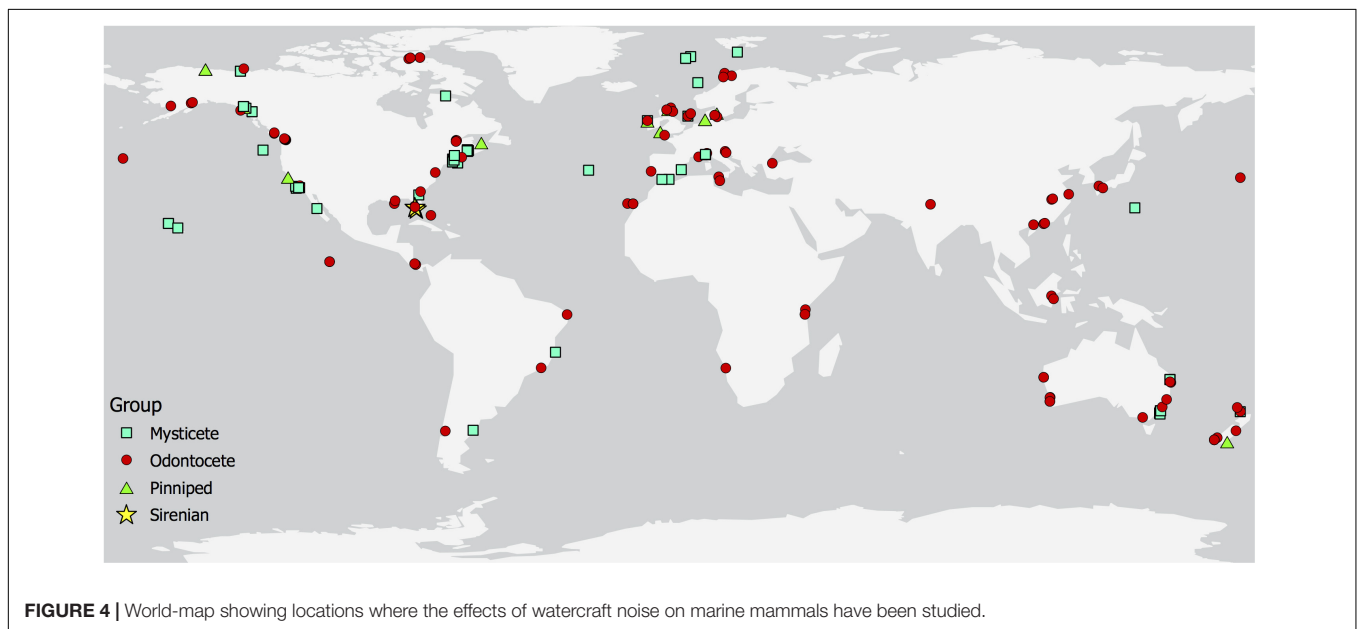 Group
Mysticete
Odontocete
Pinniped
Sirenian
FIGURE 4 | World-map showing locations where the effects of watercraft noise on marine mammals have been studied.